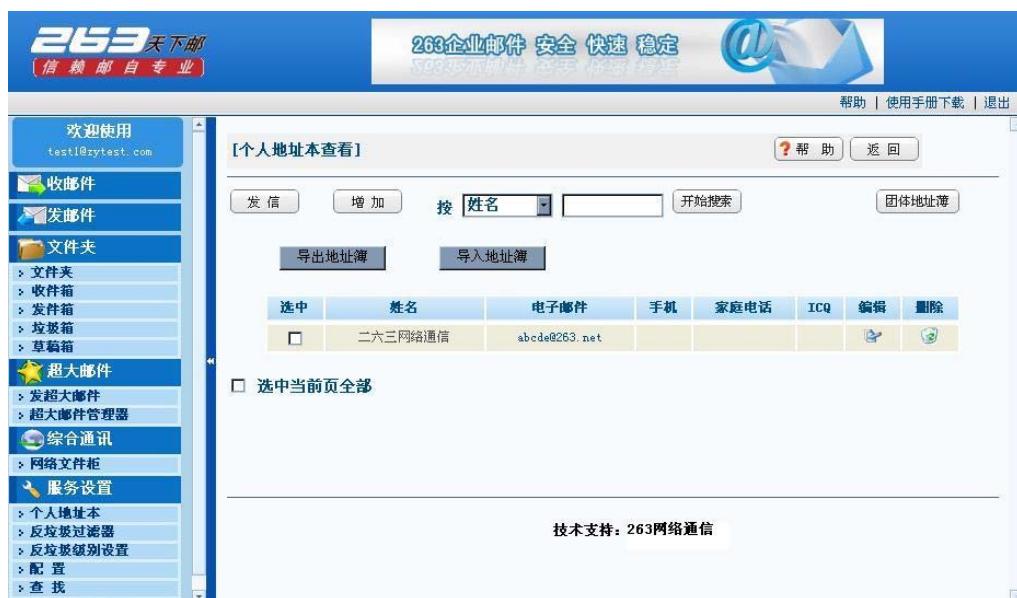 263天下邮
信赖邮自专业
263企业邮件 安全 快速 稳定
帮助 | 使用手册下载 | 退出
欢迎使用
test1@zytest.com
收邮件
发邮件
文件夹
文件夹
收件箱
发件箱
垃圾箱
草稿箱
超大邮件
发超大邮件
超大邮件管理器
综合通讯
网络文件柜
服务设置
个人地址本
反垃圾过滤器
反垃圾级别设置
配 置
查 找
[个人地址本查看]
?帮 助 返 回
发 信 增 加 按 姓名 开始搜索 团体地址薄
导出地址簿 导入地址簿
选中 姓名 电子邮件 手机 家庭电话 ICQ 编辑 删除
二六三网络通信 abcde@263.net
选中当前页全部
技术支持：263网络通信